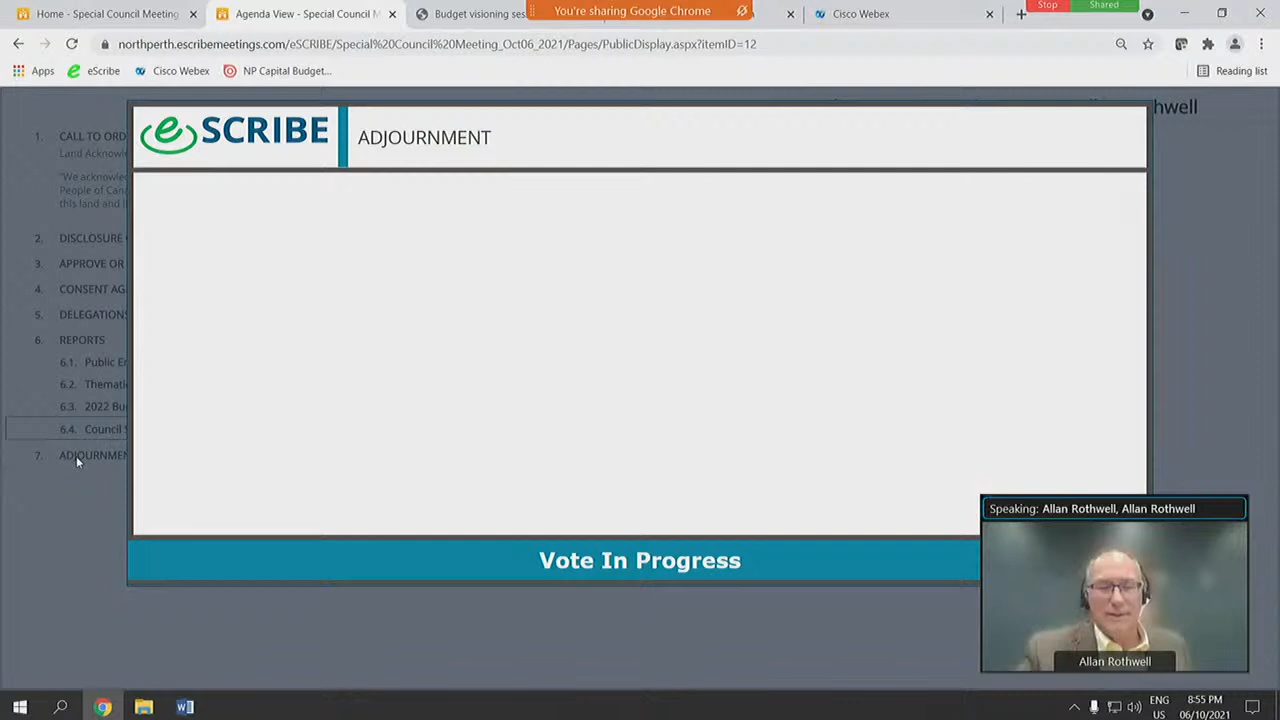 You're sharing Google Chrome
Stop
Shared
Home - Special Council Meeting
Agenda View - Special Council M
Budget visioning se
Cisco Webex
northperth.escribemeetings.com/eSCRIBE/Special%20Council%20Meeting_Oct06_2021/Pages/PublicDisplay.aspx?itemID=12
Apps
eScribe
Cisco Webex
NP Capital Budget...
Reading list
eSCRIBE
ADJOURNMENT
1. CALL TO ORD
Land Acknowle
"We acknowled
People of Cana
this land and
2. DISCLOSURE
3. APPROVE OR
4. CONSENT AG
5. DELEGATIONS
6. REPORTS
6.1. Public En
6.2. Themati
6.3. 2022 Bu
6.4. Council S
7. ADJOURNMEN
Vote In Progress
Speaking: Allan Rothwell, Allan Rothwell
Allan Rothwell
ENG
US
8:55 PM
06/10/2021